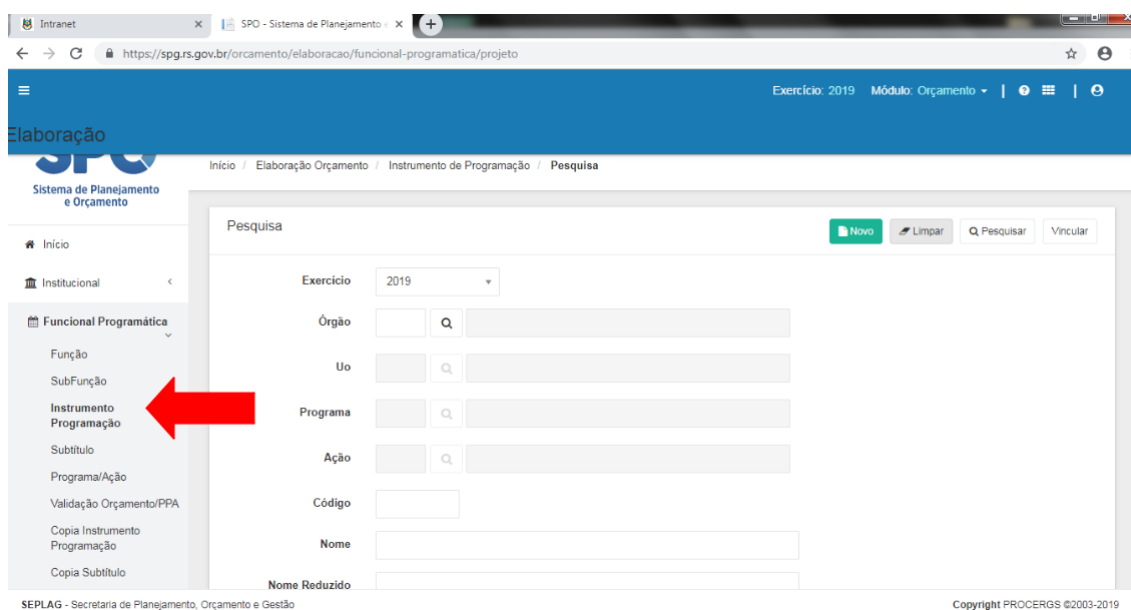 Intranet
SPO - Sistema de Planejamento e
https://spg.rs.gov.br/orcamento/elaboracao/funcional-programatica/projeto
Exercício: 2019 Módulo: Orçamento
Elaboração
SPO
Sistema de Planejamento
e Orçamento
Início / Elaboração Orçamento / Instrumento de Programação / Pesquisa
Pesquisa
Novo Limpar Pesquisar Vincular
Início
Institucional
Funcional Programática
Função
SubFunção
Instrumento
Programação
Subtítulo
Programa/Ação
Validação Orçamento/PPA
Copia Instrumento
Programação
Copia Subtítulo
Exercício 2019
Órgão
Uo
Programa
Ação
Código
Nome
Nome Reduzido
SEPLAG - Secretaria de Planejamento, Orçamento e Gestão
Copyright PROCERGS ©2003-2019